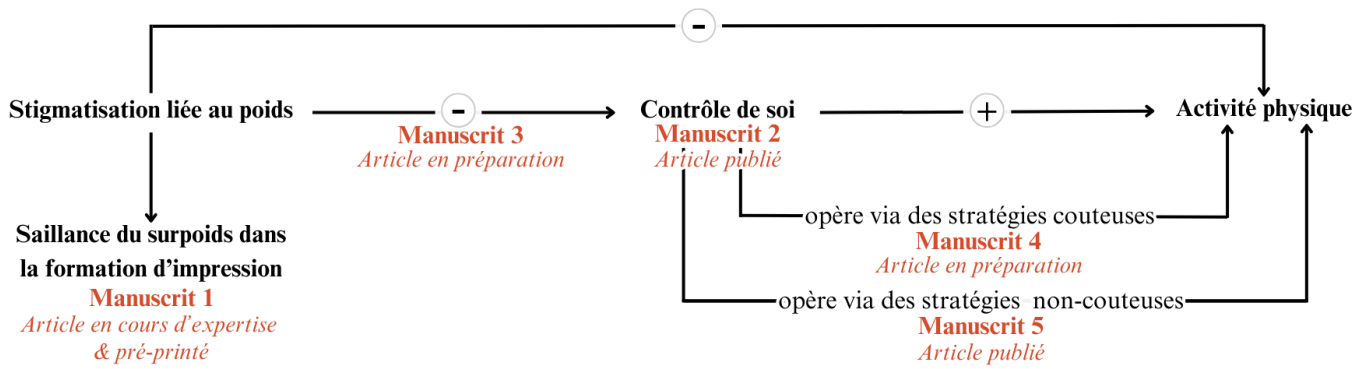 -
Stigmatisation liée au poids
-
Contrôle de soi
+
Activité physique
Manuscrit 3
Article en préparation
Manuscrit 2
Article publié
opère via des stratégies couteuses
Manuscrit 4
Article en préparation
Saillance du surpoids dans
la formation d'impression
Manuscrit 1
Article en cours d'expertise
& pré-printé
opère via des stratégies non-couteuses
Manuscrit 5
Article publié